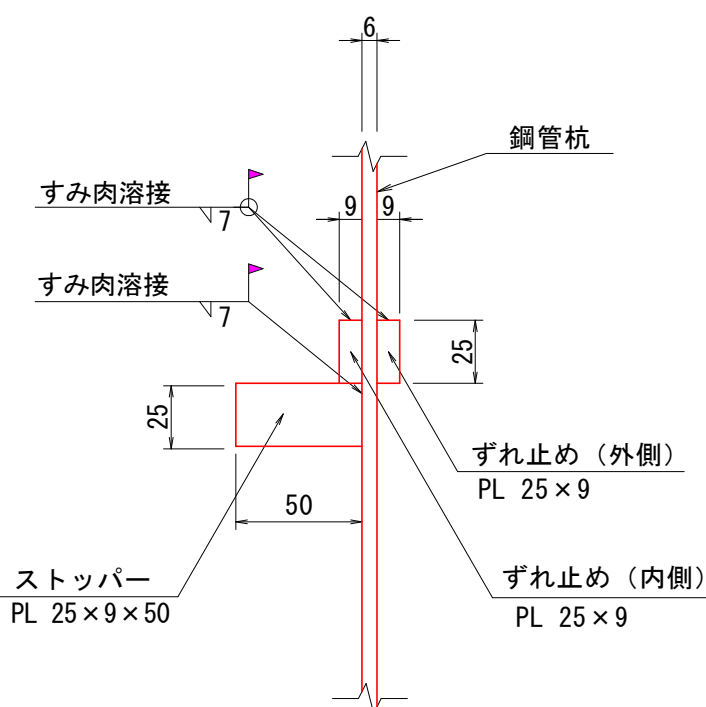 6
鋼管杭
すみ肉溶接
7
9 9
すみ肉溶接
7
25
25
50
ずれ止め（外側）
PL 25×9
ストッパー
PL 25×9×50
ずれ止め（内側）
PL 25×9